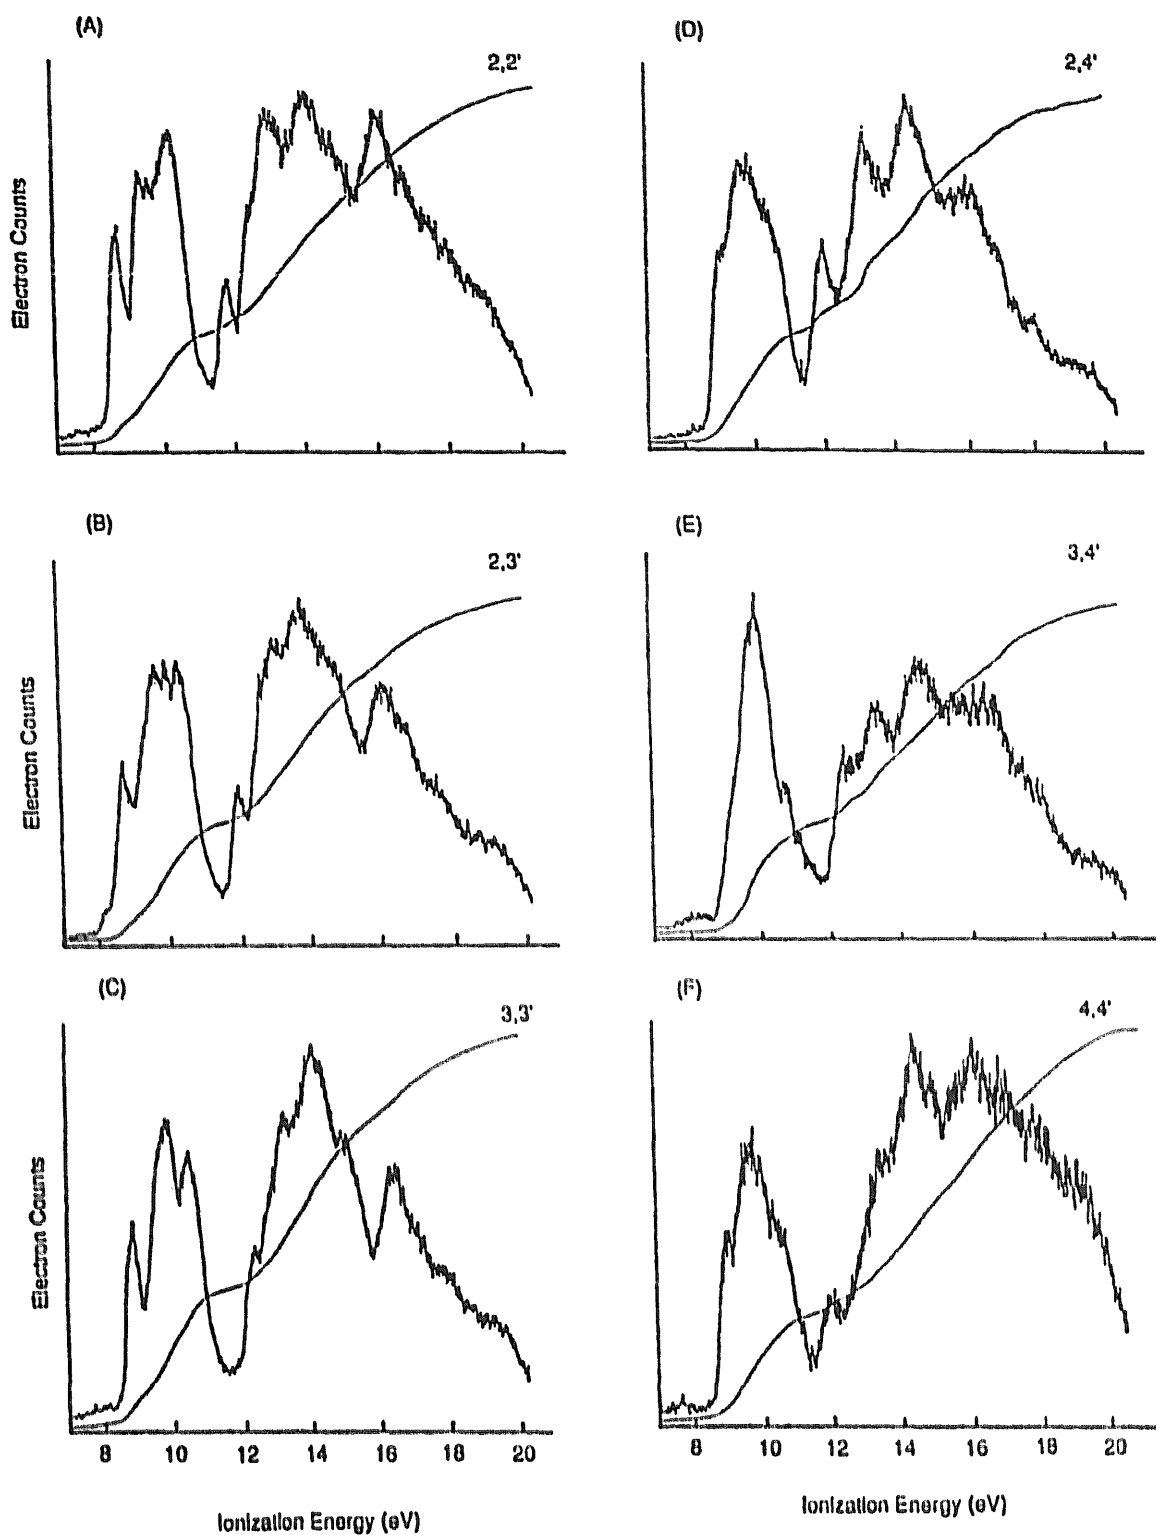 (A)
2,2'
Electron Counts
(B)
2,3'
Electron Counts
(C)
3,3'
Electron Counts
8 10 12 14 16 18 20
Ionization Energy (eV)
(D)
2,4'
(E)
3,4'
(F)
4,4'
8 10 12 14 16 18 20
Ionization Energy (eV)